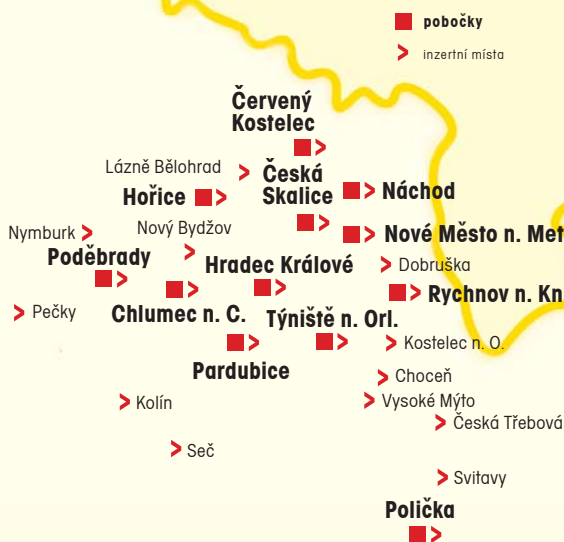 pobočky
inzertní místa
Červený
Kostelec
Lázně Bělohrad
Česká
Skalice
Hořice
Náchod
Nymburk
Nový Bydžov
Nové Město n. Met
Poděbrady
Hradec Králové
Dobruška
Rychnov n. Kn
Pečky
Chlumec n. C.
Týniště n. Orl.
Kostelec n. O.
Pardubice
Choceň
Kolín
Vysoké Mýto
Česká Třebová
Seč
Svitavy
Polička